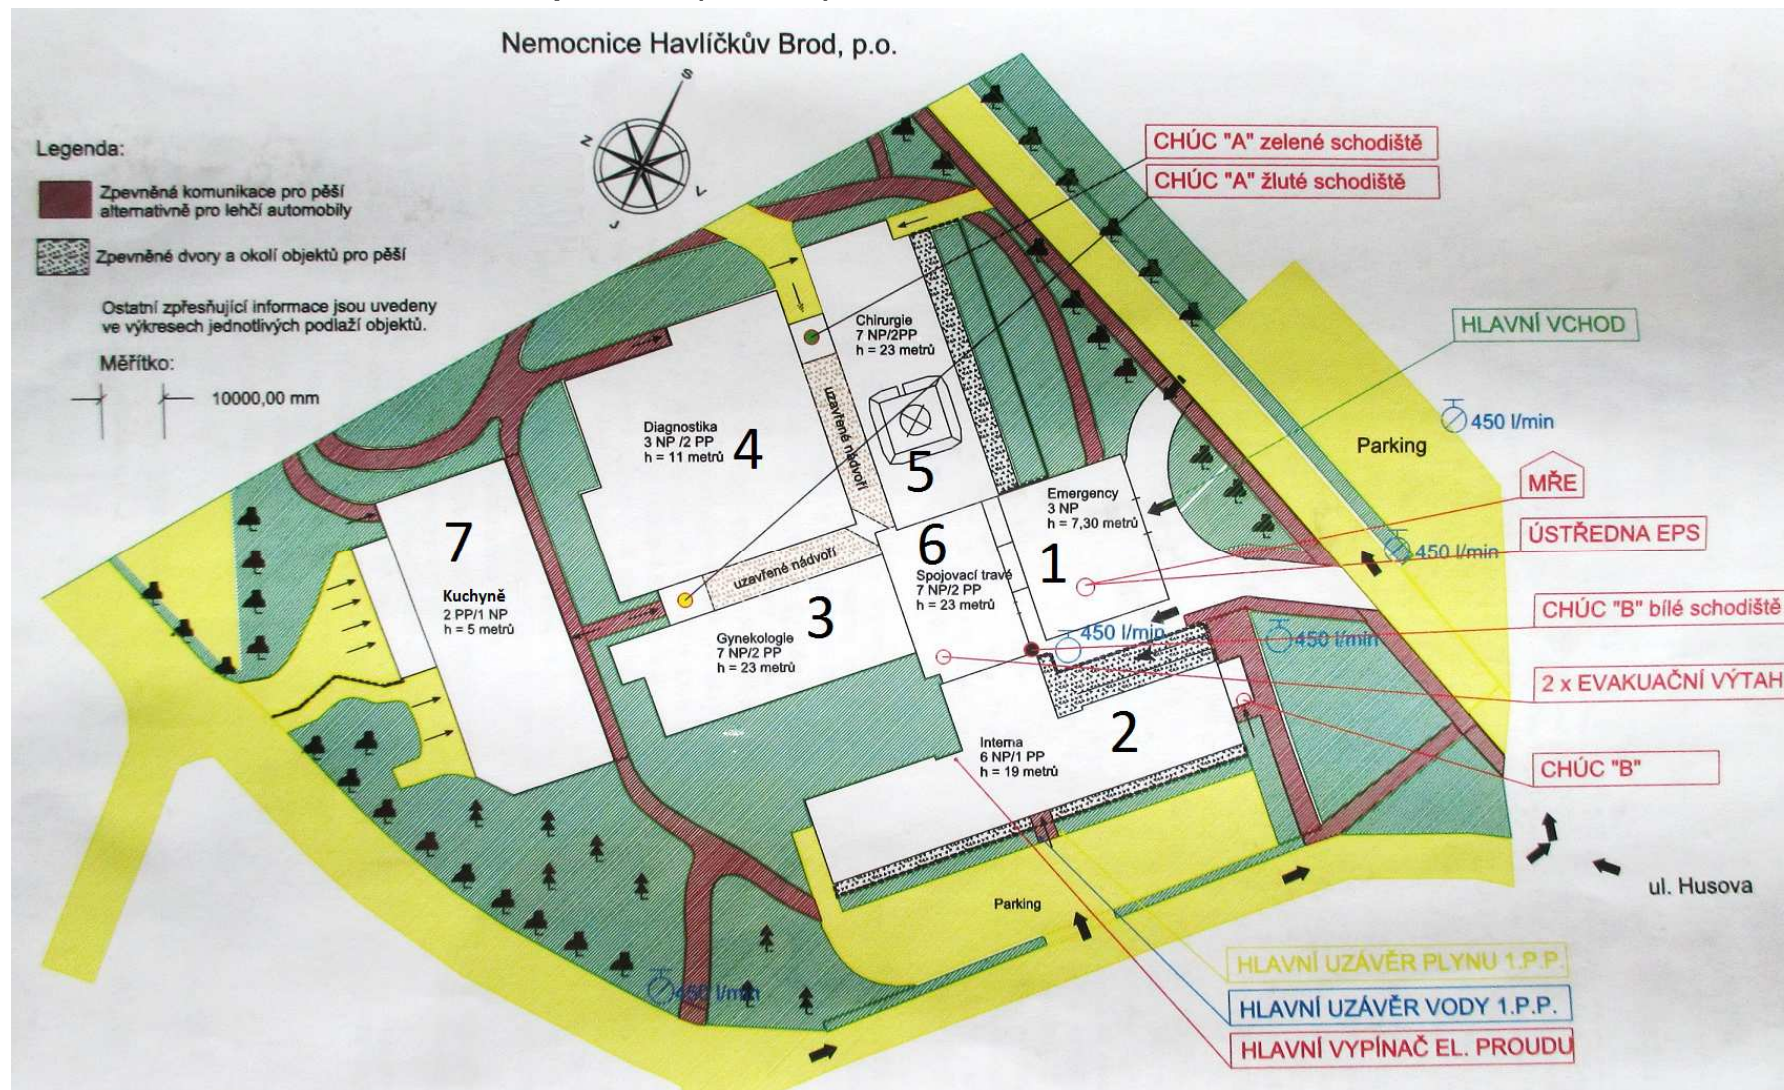 Nemocnice Havlíčkův Brod, p.o.
S
Z
V
J
Legenda:
Zpevněná komunikace pro pěší
alternativně pro lehčí automobily
Zpevněné dvory a okolí objektů pro pěší
Ostatní zpřesňující informace jsou uvedeny
ve výkresech jednotlivých podlaží objektů.
Měřítko:
10000,00 mm
CHÚC "A" zelené schodiště
CHÚC "A" žluté schodiště
HLAVNÍ VCHOD
450 l/min
Parking
MŘE
ÚSTŘEDNA EPS
450 l/min
CHÚC "B" bílé schodiště
2 x EVAKUAČNÍ VÝTAH
CHÚC "B"
Chirurgie
7 NP/2PP
h = 23 metrů
5
uzavřené nádvoří
Diagnostika
3 NP /2 PP
h = 11 metrů
4
Emergency
3 NP
h = 7,30 metrů
1
6
Spojovací travé
7 NP/2 PP
h = 23 metrů
uzavřené nádvoří
7
Kuchyně
2 PP/1 NP
h = 5 metrů
3
Gynekologie
7 NP/2 PP
h = 23 metrů
450 l/min
450 l/min
2
Interna
6 NP/1 PP
h = 19 metrů
Parking
ul. Husova
450 l/min
HLAVNÍ UZÁVĚR PLYNU 1.P.P.
HLAVNÍ UZÁVĚR VODY 1.P.P.
HLAVNÍ VYPÍNAČ EL. PROUDU